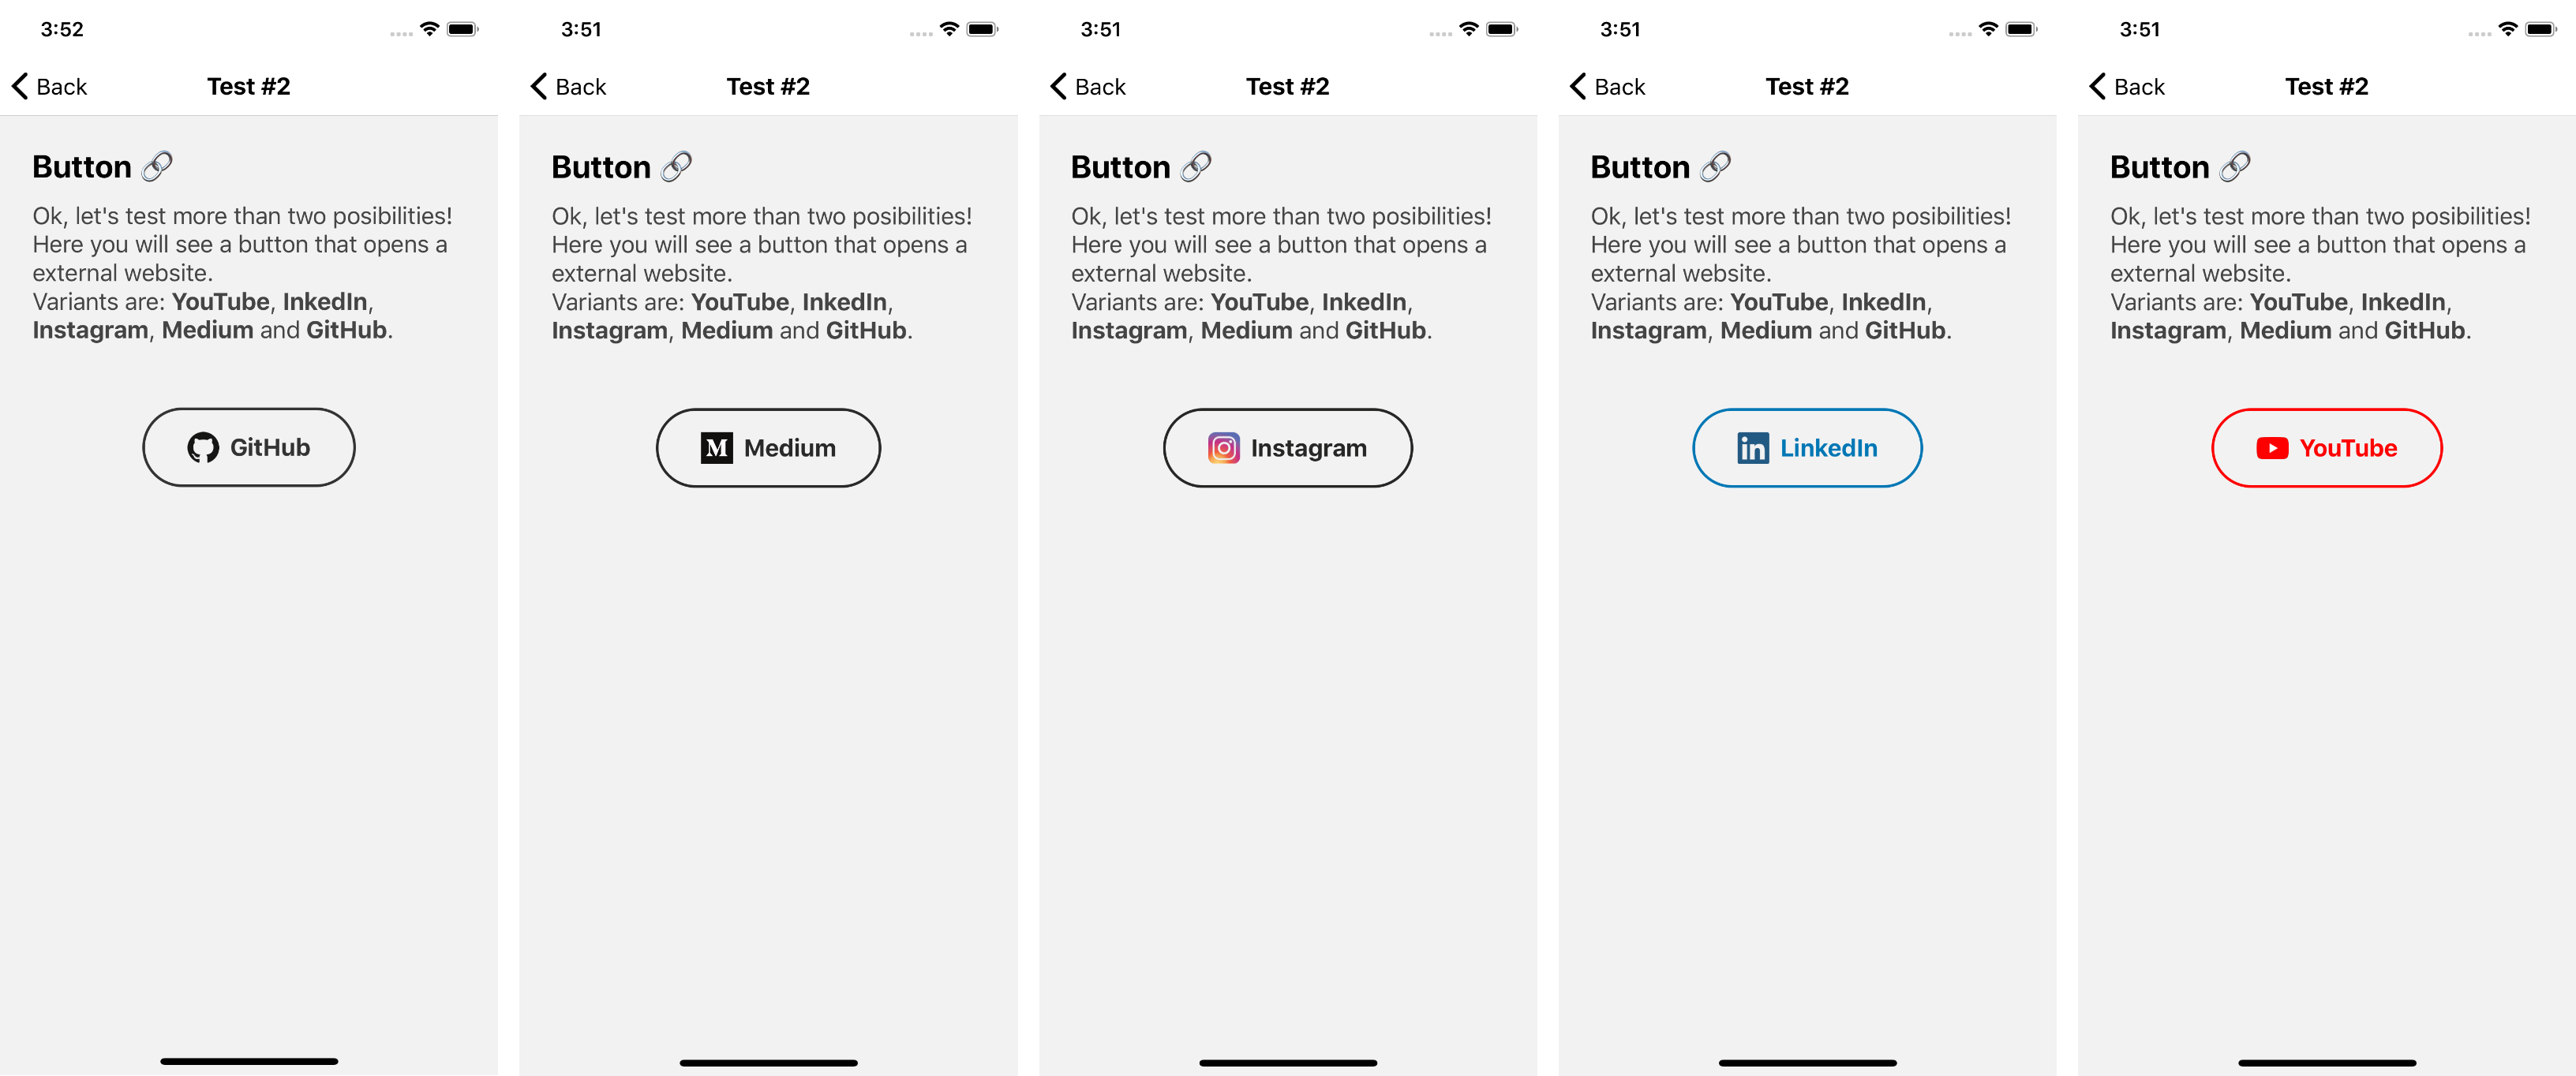 3:52
Back
Test #2
Button 🔗
Ok, let's test more than two posibilities!
Here you will see a button that opens a
external website.
Variants are: YouTube, InkedIn,
Instagram, Medium and GitHub.
GitHub
3:51
Back
Test #2
Button 🔗
Ok, let's test more than two posibilities!
Here you will see a button that opens a
external website.
Variants are: YouTube, InkedIn,
Instagram, Medium and GitHub.
M Medium
3:51
Back
Test #2
Button 🔗
Ok, let's test more than two posibilities!
Here you will see a button that opens a
external website.
Variants are: YouTube, InkedIn,
Instagram, Medium and GitHub.
Instagram
3:51
Back
Test #2
Button 🔗
Ok, let's test more than two posibilities!
Here you will see a button that opens a
external website.
Variants are: YouTube, InkedIn,
Instagram, Medium and GitHub.
in LinkedIn
3:51
Back
Test #2
Button 🔗
Ok, let's test more than two posibilities!
Here you will see a button that opens a
external website.
Variants are: YouTube, InkedIn,
Instagram, Medium and GitHub.
YouTube